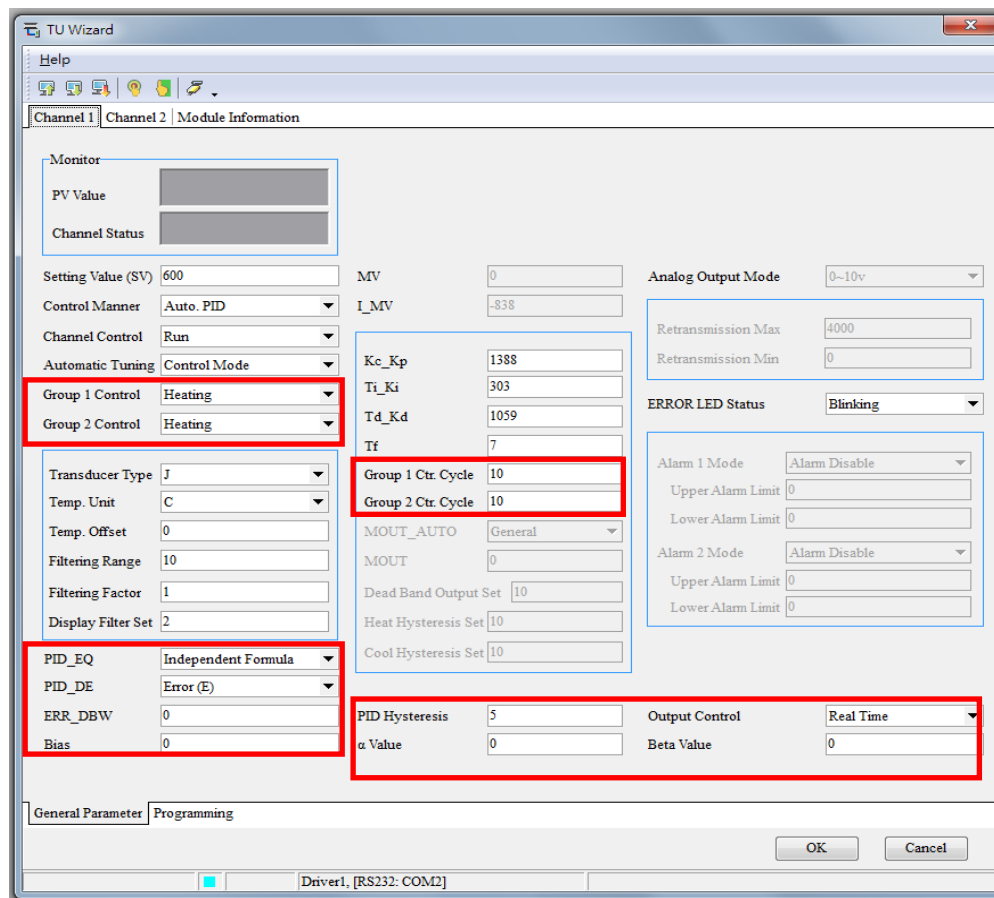 TU Wizard
Help
Channel 1 Channel 2 Module Information
Monitor
PV Value
Channel Status
Setting Value (SV) 600 MV 0 Analog Output Mode 0~10v
Control Manner Auto. PID I_MV -838
Channel Control Run Retransmission Max 4000
Automatic Tuning Control Mode Kc_Kp 1388 Retransmission Min 0
Group 1 Control Heating Ti_Ki 303
Group 2 Control Heating Td_Kd 1059 ERROR LED Status Blinking
Tf 7
Transducer Type J Group 1 Ctr. Cycle 10 Alarm 1 Mode Alarm Disable
Temp. Unit C Group 2 Ctr. Cycle 10 Upper Alarm Limit 0
Temp. Offset 0 MOUT_AUTO General Lower Alarm Limit 0
Filtering Range 10 MOUT 0 Alarm 2 Mode Alarm Disable
Filtering Factor 1 Dead Band Output Set 10 Upper Alarm Limit 0
Display Filter Set 2 Heat Hysteresis Set 10 Lower Alarm Limit 0
PID_EQ Independent Formula Cool Hysteresis Set 10
PID_DE Error (E)
ERR_DBW 0 PID Hysteresis 5 Output Control Real Time
Bias 0 α Value 0 Beta Value 0
General Parameter Programming
OK Cancel
Driver1, [RS232: COM2]